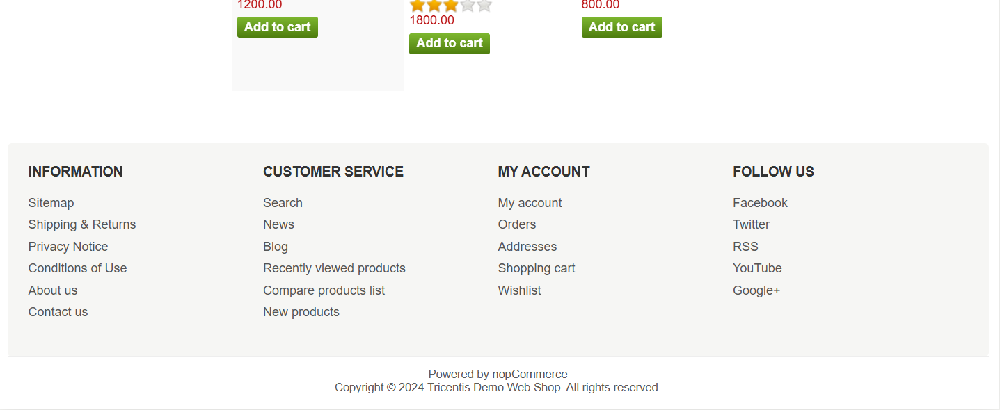 1200.00
Add to cart
1800.00
Add to cart
800.00
Add to cart
INFORMATION
Sitemap
Shipping & Returns
Privacy Notice
Conditions of Use
About us
Contact us
CUSTOMER SERVICE
Search
News
Blog
Recently viewed products
Compare products list
New products
MY ACCOUNT
My account
Orders
Addresses
Shopping cart
Wishlist
FOLLOW US
Facebook
Twitter
RSS
YouTube
Google+
Powered by nopCommerce
Copyright © 2024 Tricentis Demo Web Shop. All rights reserved.